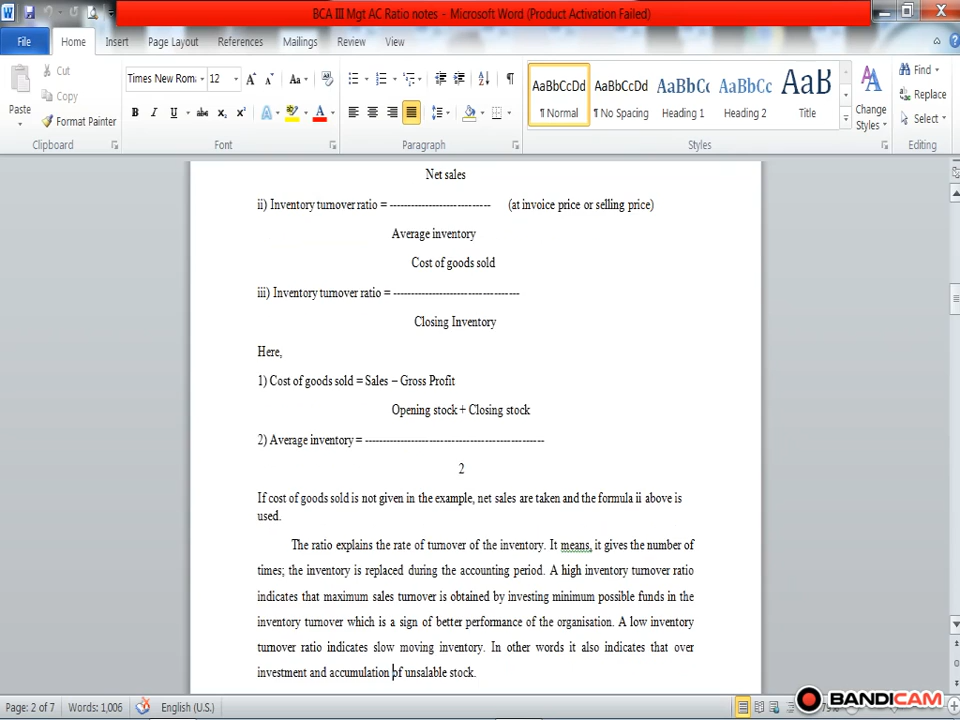 BCA III Mgt AC Ratio notes - Microsoft Word (Product Activation Failed)
File Home Insert Page Layout References Mailings Review View
Paste
Cut
Copy
Format Painter
Clipboard
Times New Rom 12
Font
Paragraph
AaBbCcDd AaBbCcDd AaBbCc AaBbCc AaB
¶ Normal ¶ No Spacing Heading 1 Heading 2 Title
Change Styles
Styles
Find
Replace
Select
Editing
Net sales
ii) Inventory turnover ratio = --------------------------- (at invoice price or selling price)
Average inventory
Cost of goods sold
iii) Inventory turnover ratio = ----------------------------------
Closing Inventory
Here,
1) Cost of goods sold = Sales – Gross Profit
Opening stock + Closing stock
2) Average inventory = -------------------------------------------------
2
If cost of goods sold is not given in the example, net sales are taken and the formula ii above is
used.
The ratio explains the rate of turnover of the inventory. It means, it gives the number of
times; the inventory is replaced during the accounting period. A high inventory turnover ratio
indicates that maximum sales turnover is obtained by investing minimum possible funds in the
inventory turnover which is a sign of better performance of the organisation. A low inventory
turnover ratio indicates slow moving inventory. In other words it also indicates that over
investment and accumulation of unsalable stock.
Page: 2 of 7 Words: 1,006 English (U.S.)
BANDICAM